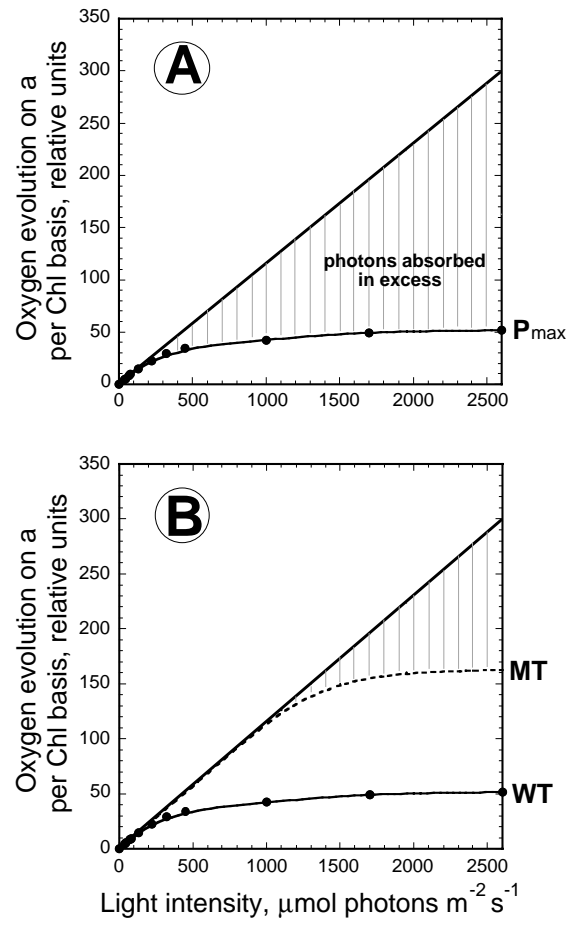 350
300
250
200
150
100
50
0
Oxygen evolution on a
per Chl basis, relative units
A
photons absorbed
in excess
Pmax
0 500 1000 1500 2000 2500
350
300
250
200
150
100
50
0
Oxygen evolution on a
per Chl basis, relative units
B
MT
WT
0 500 1000 1500 2000 2500
Light intensity, μmol photons m⁻² s⁻¹